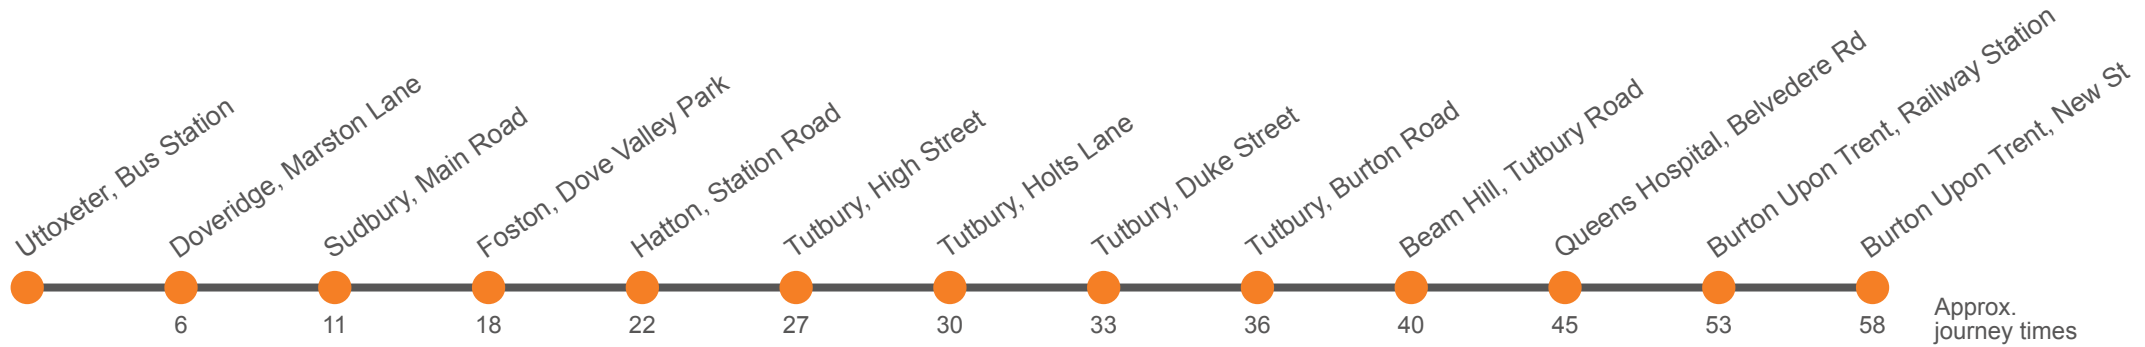 Uttoxeter, Bus Station
Doveridge, Marston Lane
Sudbury, Main Road
Foston, Dove Valley Park
Hatton, Station Road
Tutbury, High Street
Tutbury, Holts Lane
Tutbury, Duke Street
Tutbury, Burton Road
Beam Hill, Tutbury Road
Queens Hospital, Belvedere Rd
Burton Upon Trent, Railway Station
Burton Upon Trent, New St
6 11 18 22 27 30 33 36 40 45 53 58
Approx.
journey times